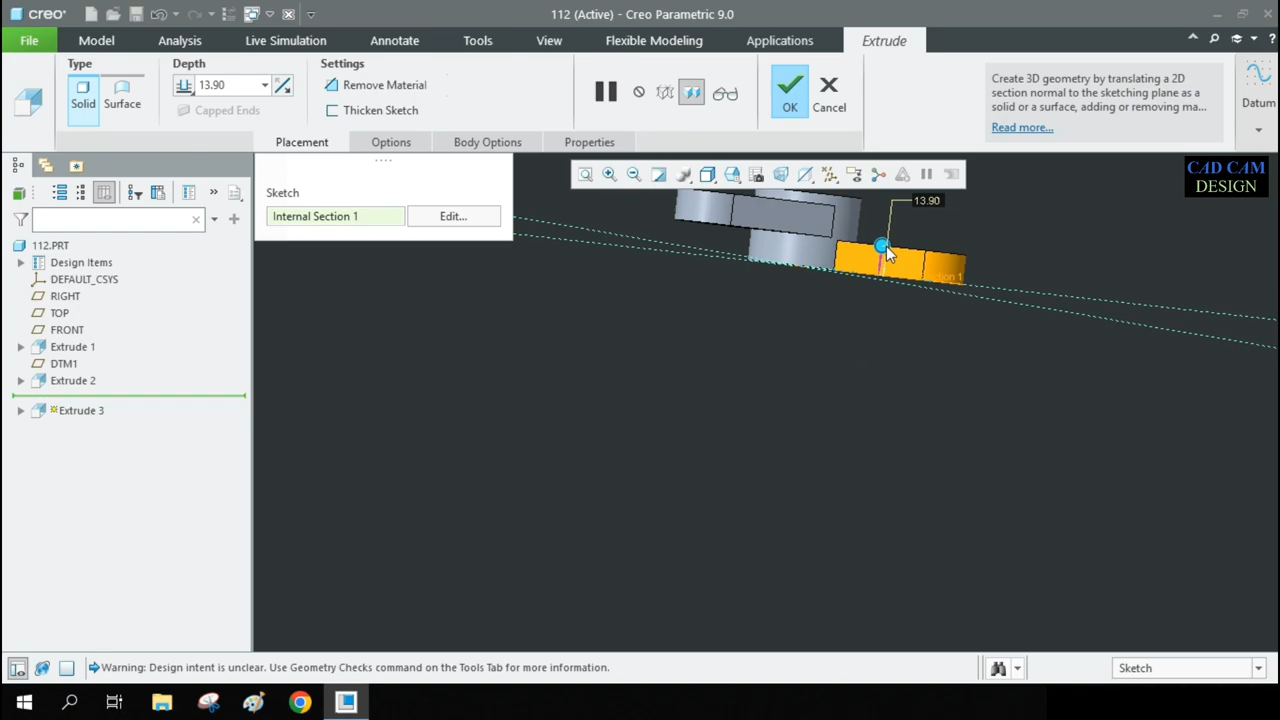 creo
112 (Active) - Creo Parametric 9.0
File
Model
Analysis
Live Simulation
Annotate
Tools
View
Flexible Modeling
Applications
Extrude
Type
Depth
Settings
Solid
Surface
13.90
Capped Ends
Remove Material
Thicken Sketch
OK
Cancel
Create 3D geometry by translating a 2D
section normal to the sketching plane as a
solid or a surface, adding or removing ma...
Read more...
Datum
Placement
Options
Body Options
Properties
Sketch
Internal Section 1
Edit...
CAD CAM
DESIGN
13.90
112.PRT
Design Items
DEFAULT_CSYS
RIGHT
TOP
FRONT
Extrude 1
DTM1
Extrude 2
Extrude 3
Warning: Design intent is unclear. Use Geometry Checks command on the Tools Tab for more information.
Sketch